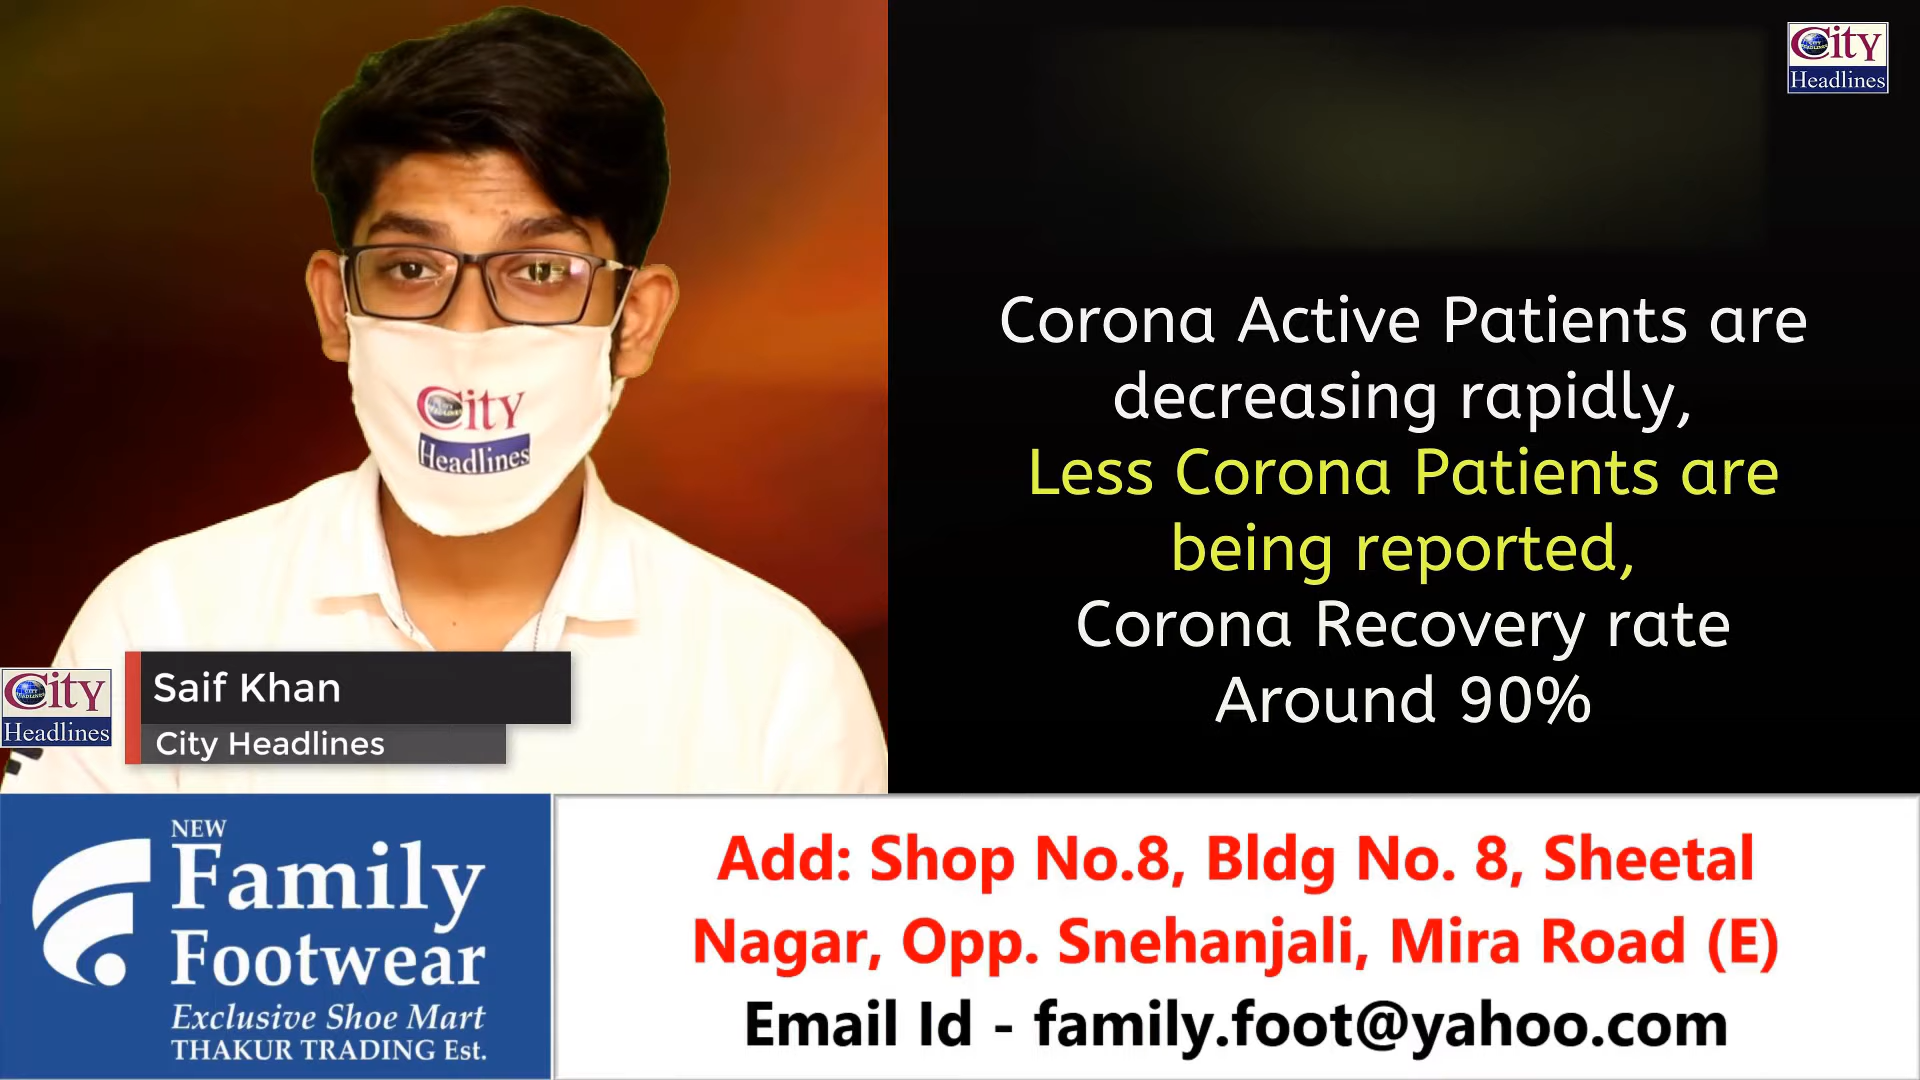 City
Headlines
Corona Active Patients are
decreasing rapidly,
Less Corona Patients are
being reported,
Corona Recovery rate
Around 90%
City
Headlines
Saif Khan
City Headlines
City
Headlines
NEW
Family
Footwear
Exclusive Shoe Mart
THAKUR TRADING Est.
Add: Shop No.8, Bldg No. 8, Sheetal
Nagar, Opp. Snehanjali, Mira Road (E)
Email Id - family.foot@yahoo.com